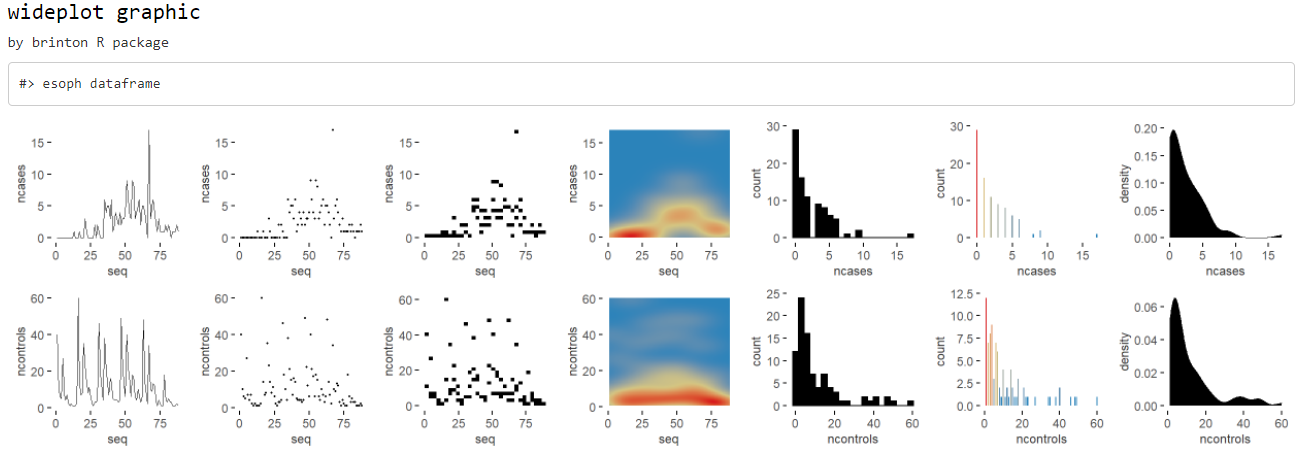 wideplot graphic
by brinton R package
#> esoph dataframe
15 15 15 15 30 30 0.20
ncases 10 ncases 10 ncases 10 ncases 10 count 20 count 20 density 0.15
5 5 5 5 10 10 0.10
0.05
0 0 0 0 0 0 0.00
0 25 50 75 0 25 50 75 0 25 50 75 0 25 50 75 0 5 10 15 0 5 10 15 0 5 10 15
seq seq seq seq ncases ncases ncases
60 60 60 60 25 12.5
20 10.0 0.06
ncontrols 40 ncontrols 40 ncontrols 40 ncontrols 40 count 15 count 7.5 density 0.04
20 20 20 20 10 5.0 0.02
5 2.5
0 0 0 0 0 0.0 0.00
0 25 50 75 0 25 50 75 0 25 50 75 0 25 50 75 0 20 40 60 0 20 40 60 0 20 40 60
seq seq seq seq ncontrols ncontrols ncontrols